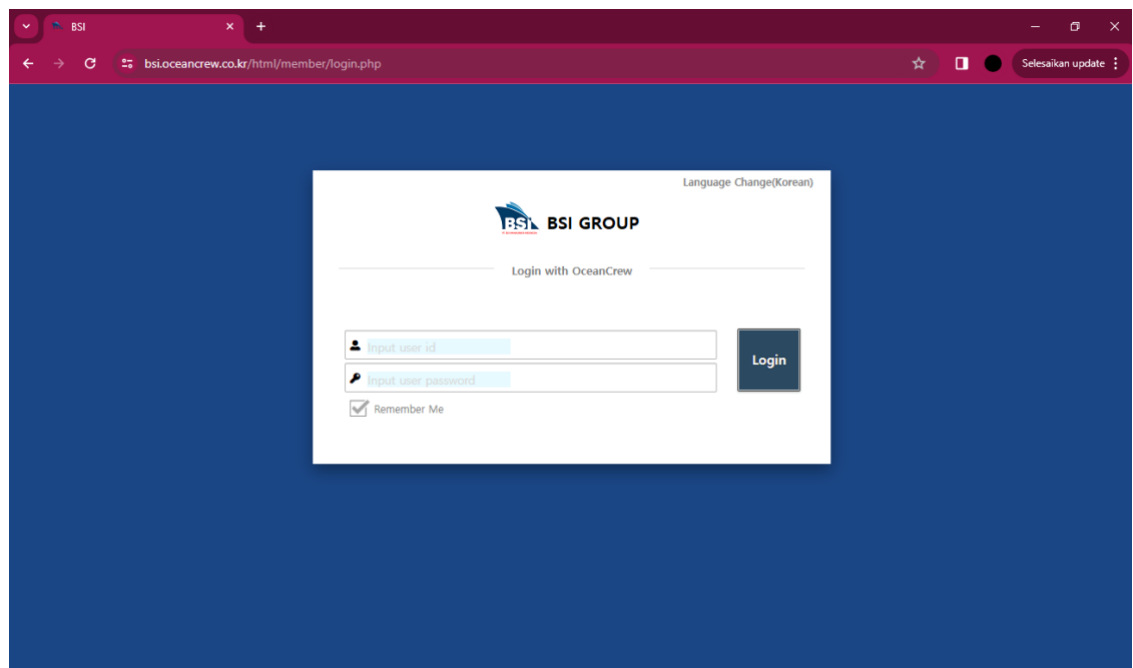 BSI
bsi.oceancrew.co.kr/html/member/login.php
Selesaikan update
Language Change(Korean)
BSI BSI GROUP
Login with OceanCrew
Input user id
Login
Input user password
Remember Me